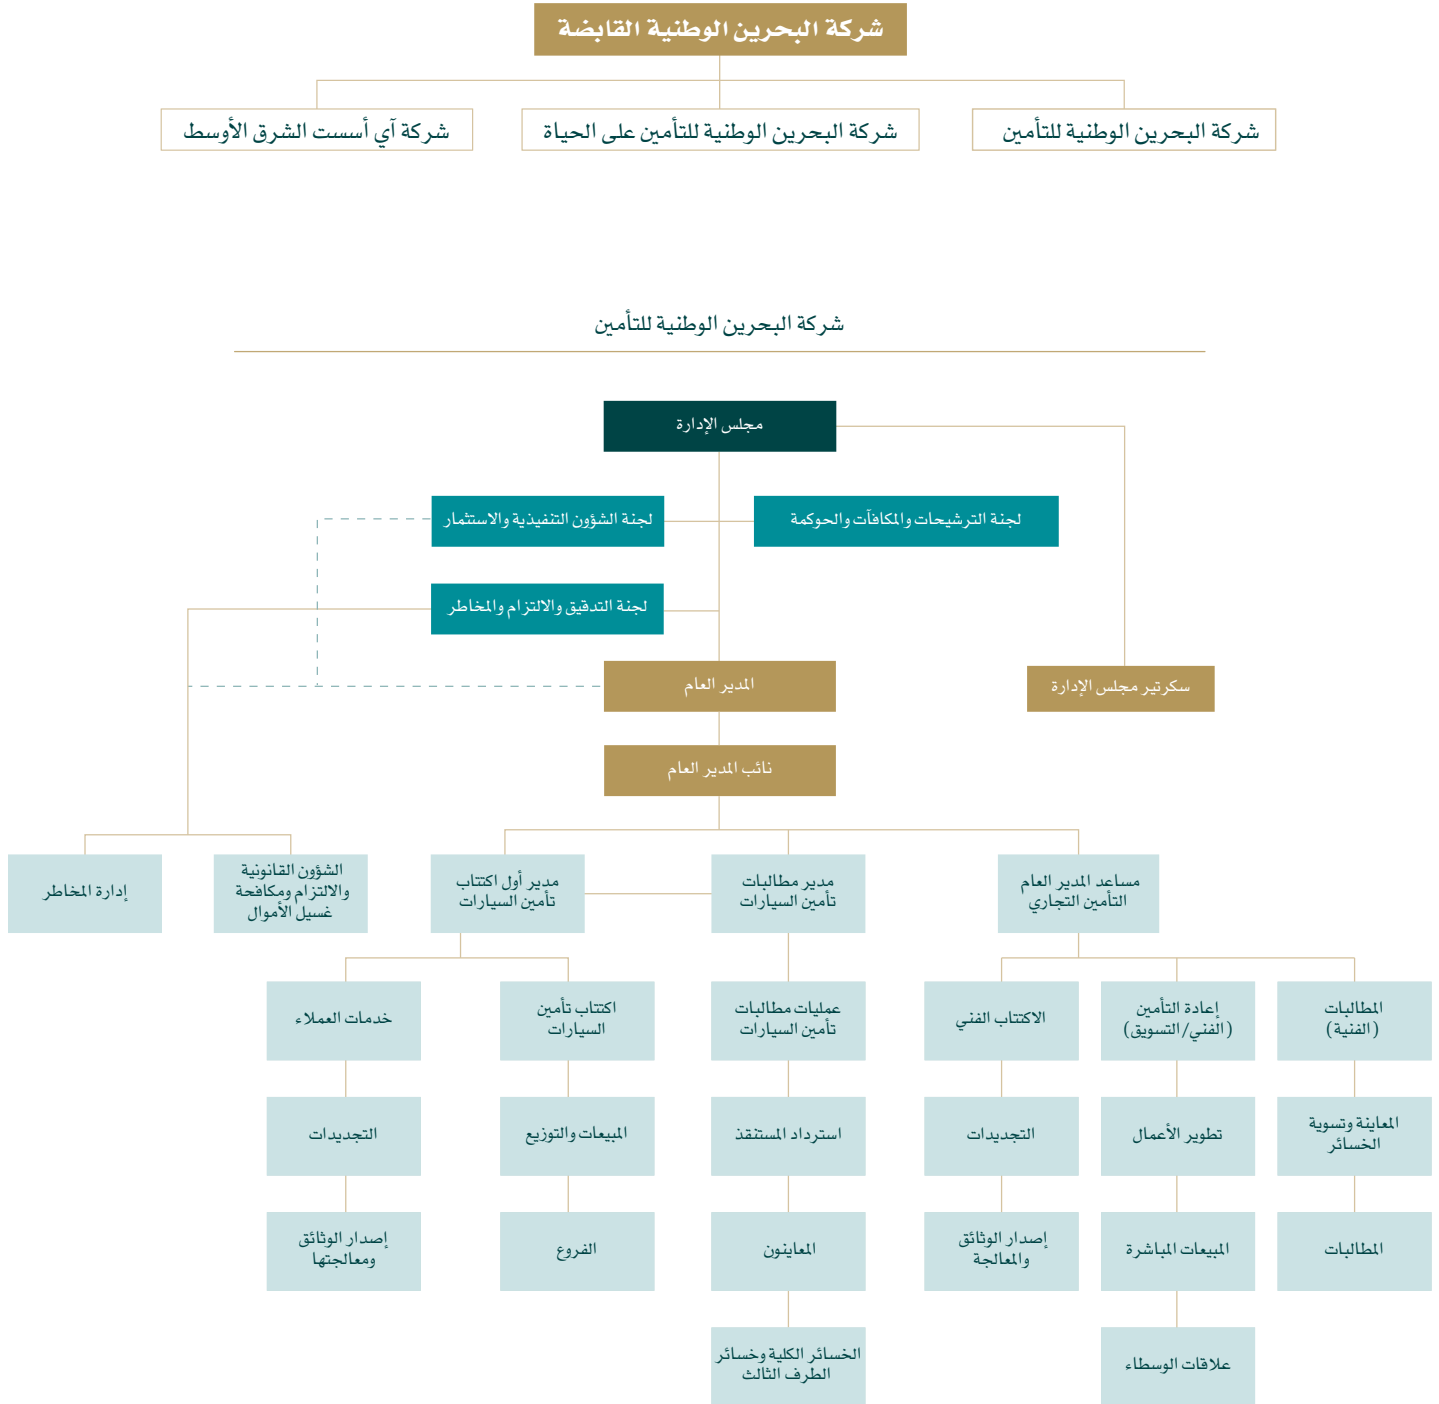 شركة البحرين الوطنية القابضة
شركة البحرين الوطنية للتأمين
شركة البحرين الوطنية للتأمين على الحياة
شركة آي أسست الشرق الأوسط
شركة البحرين الوطنية للتأمين
مجلس الإدارة
لجنة الترشيحات والمكافآت والحوكمة
لجنة الشؤون التنفيذية والاستثمار
لجنة التدقيق والالتزام والمخاطر
سكرتير مجلس الإدارة
المدير العام
نائب المدير العام
مساعد المدير العام
التأمين التجاري
مدير مطالبات
تأمين السيارات
مدير أول اكتتاب
تأمين السيارات
الشؤون القانونية
والالتزام ومكافحة
غسيل الأموال
إدارة المخاطر
المطالبات
(الفنية)
إعادة التأمين
(الفني/التسويق)
الاكتتاب الفني
عمليات مطالبات
تأمين السيارات
اكتتاب تأمين
السيارات
خدمات العملاء
المعاينة وتسوية
الخسائر
تطوير الأعمال
التجديدات
استرداد المستنقذ
المبيعات والتوزيع
التجديدات
المطالبات
المبيعات المباشرة
إصدار الوثائق
والمعالجة
المعاينون
الفروع
إصدار الوثائق
ومعالجتها
علاقات الوسطاء
الخسائر الكلية وخسائر
الطرف الثالث